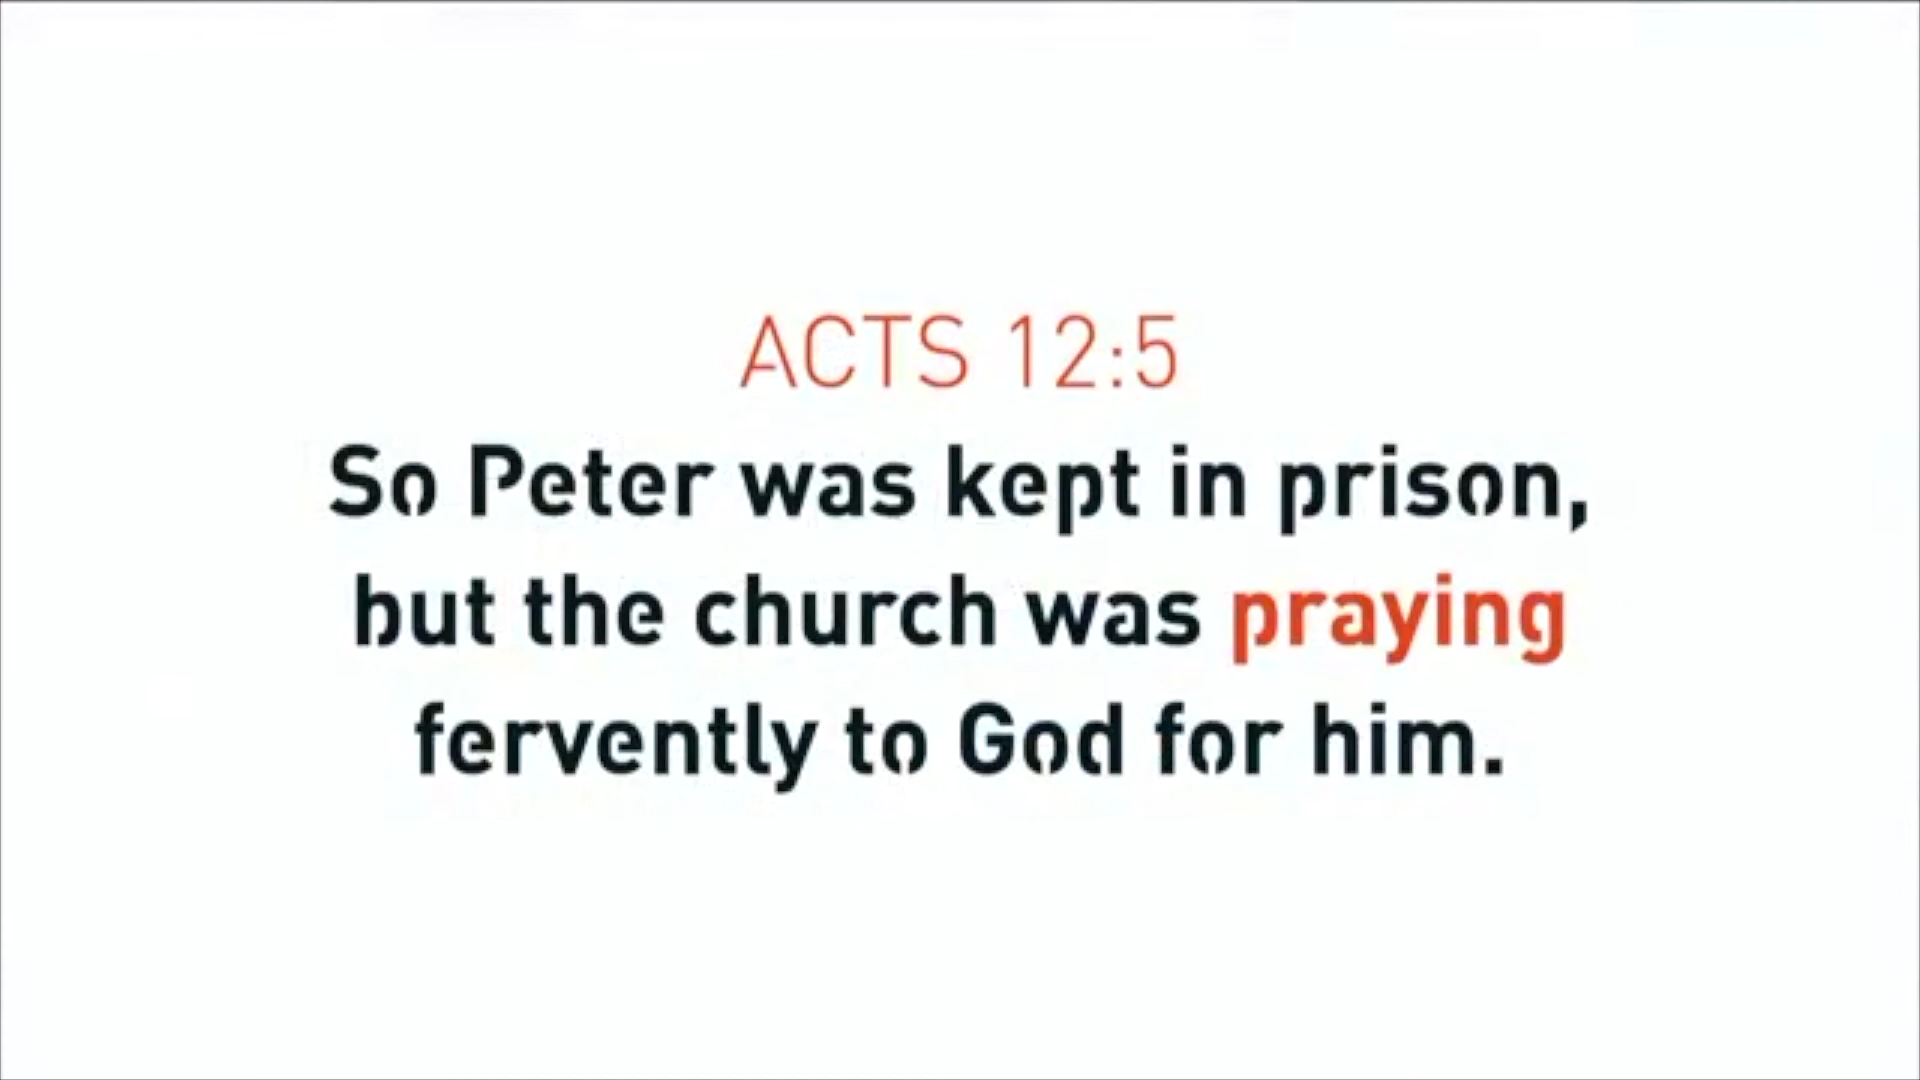 ACTS 12:5
So Peter was kept in prison,
but the church was praying
fervently to God for him.